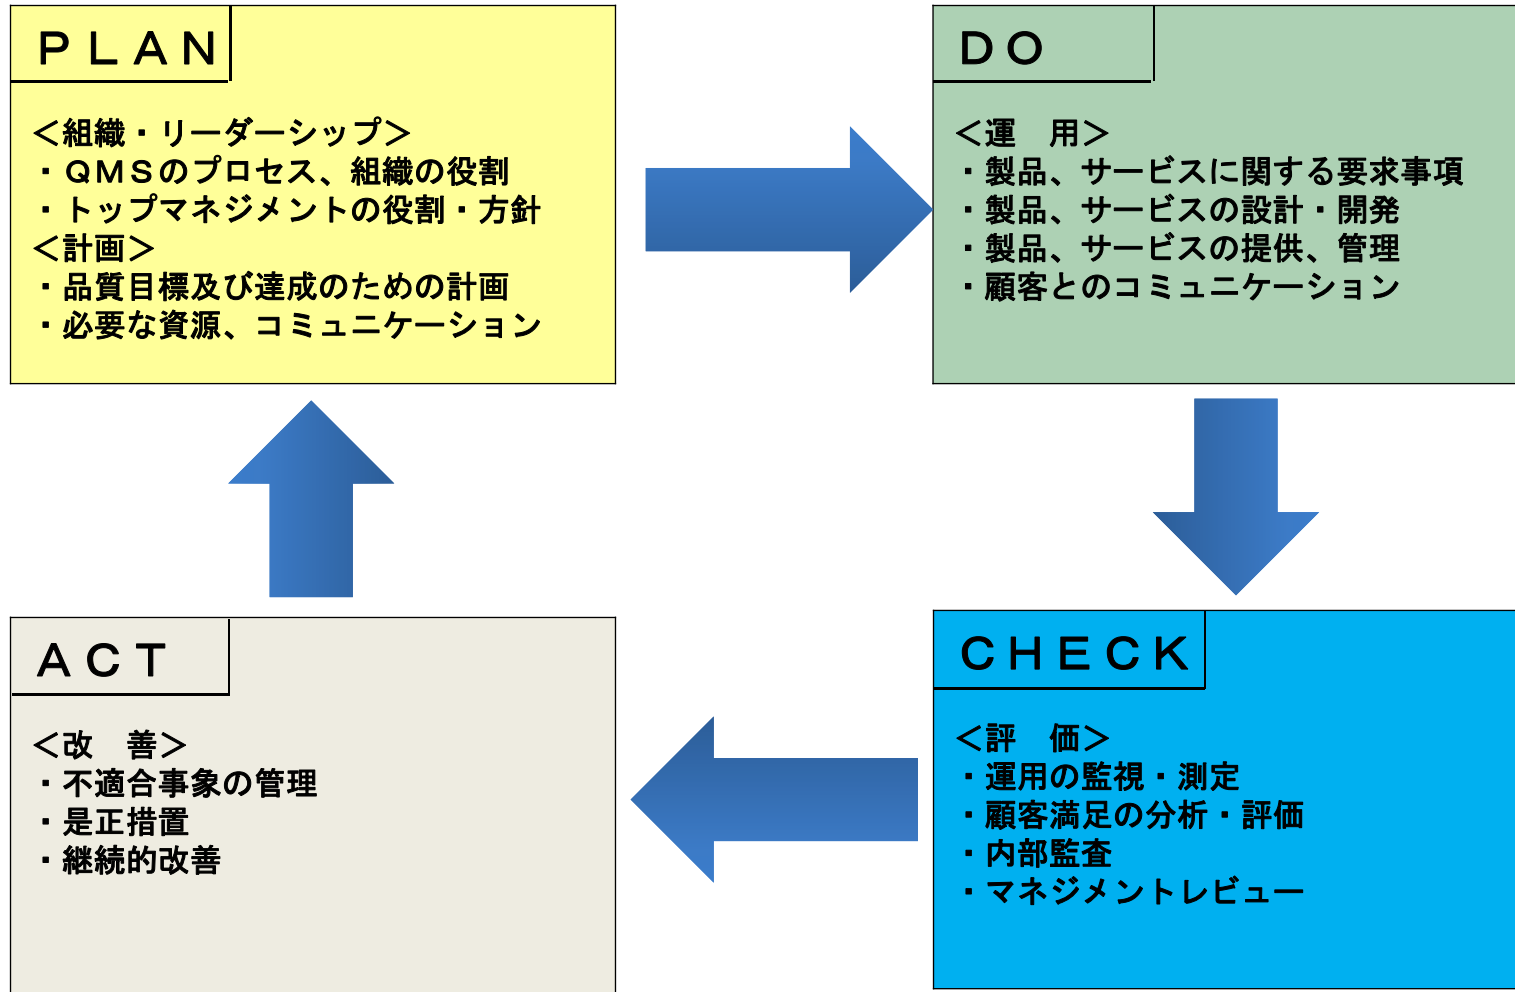 ＰＬＡＮ
＜組織・リーダーシップ＞
・ＱＭＳのプロセス、組織の役割
・トップマネジメントの役割・方針
＜計画＞
・品質目標及び達成のための計画
・必要な資源、コミュニケーション
ＤＯ
＜運　用＞
・製品、サービスに関する要求事項
・製品、サービスの設計・開発
・製品、サービスの提供、管理
・顧客とのコミュニケーション
ＡＣＴ
＜改　善＞
・不適合事象の管理
・是正措置
・継続的改善
ＣＨＥＣＫ
＜評　価＞
・運用の監視・測定
・顧客満足の分析・評価
・内部監査
・マネジメントレビュー